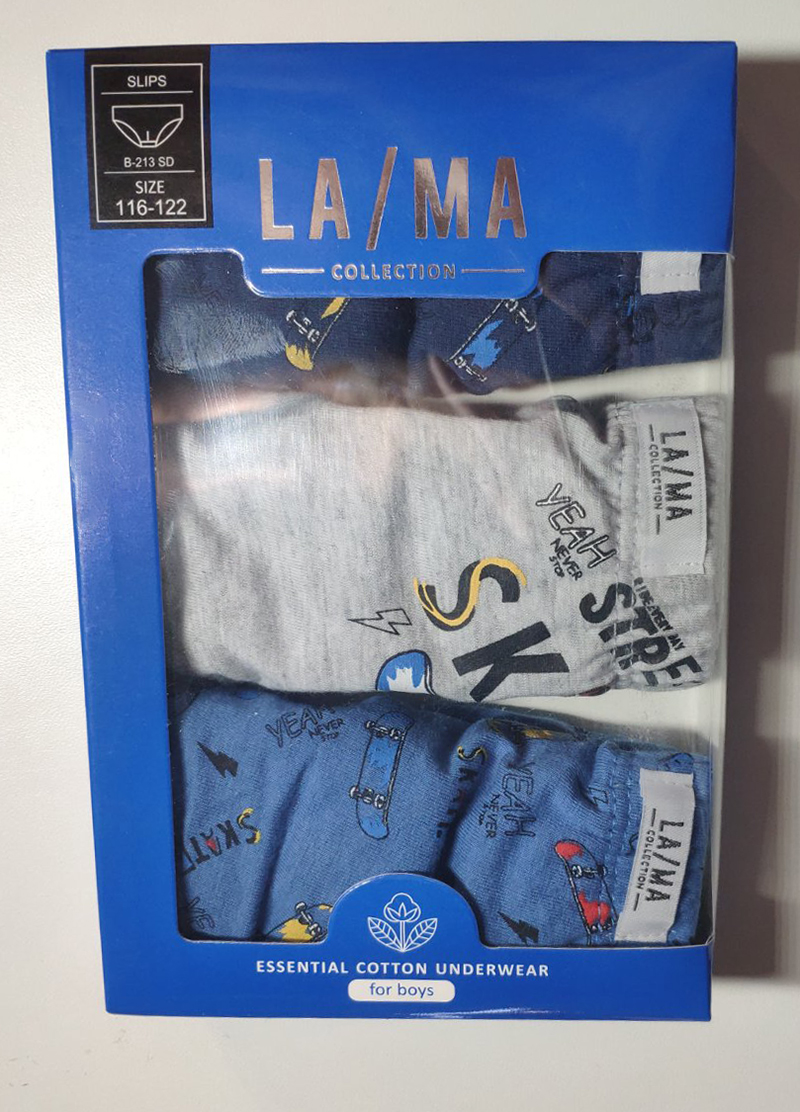 SLIPS
B-213 SD
SIZE
116-122
LA/MA
COLLECTION
LA/MA
COLLECTION
YEAH
NEVER
STOP
SK
STRE
YEAH
NEVER
STOP
SKATE
YEAH
NEVER
STOP
LA/MA
COLLECTION
ESSENTIAL COTTON UNDERWEAR
for boys